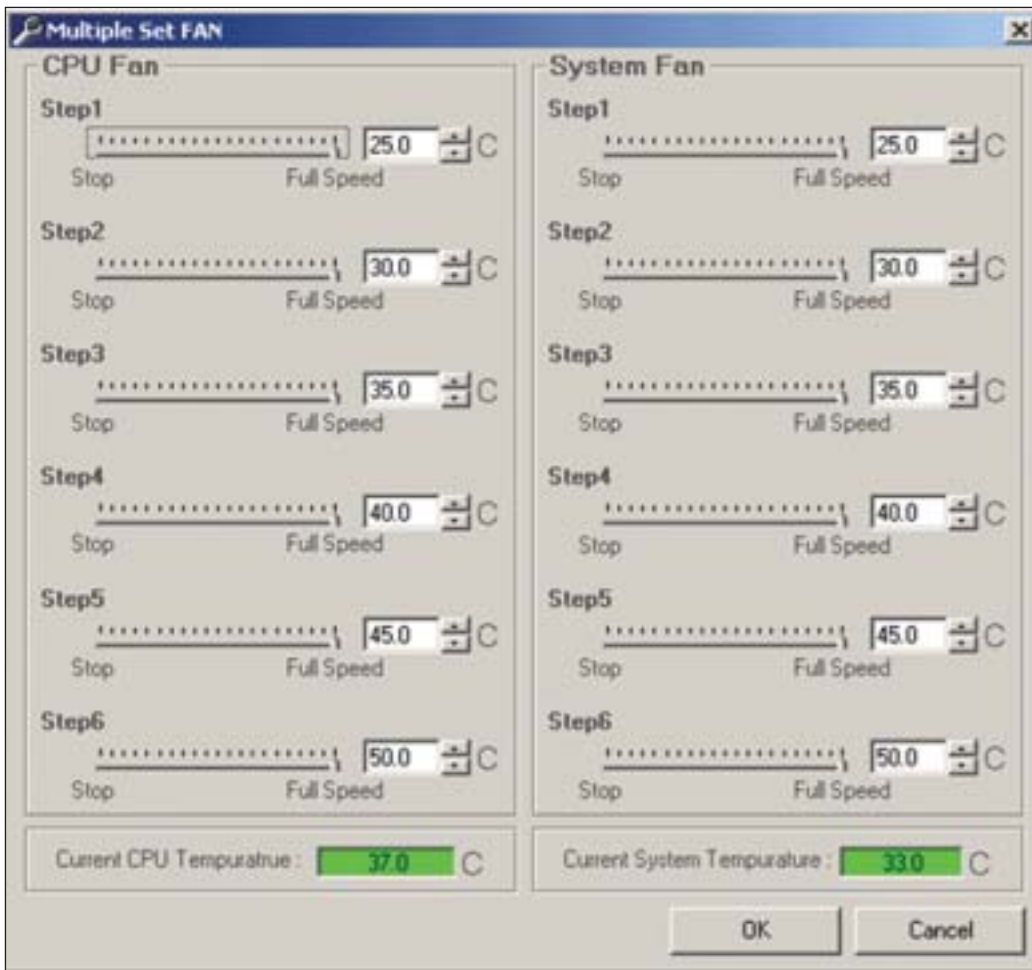 Multiple Set FAN
CPU Fan
Step1
25.0 C
Stop Full Speed
Step2
30.0 C
Stop Full Speed
Step3
35.0 C
Stop Full Speed
Step4
40.0 C
Stop Full Speed
Step5
45.0 C
Stop Full Speed
Step6
50.0 C
Stop Full Speed
Current CPU Tempuratrue : 37.0 C
System Fan
Step1
25.0 C
Stop Full Speed
Step2
30.0 C
Stop Full Speed
Step3
35.0 C
Stop Full Speed
Step4
40.0 C
Stop Full Speed
Step5
45.0 C
Stop Full Speed
Step6
50.0 C
Stop Full Speed
Current System Tempurature : 33.0 C
OK Cancel